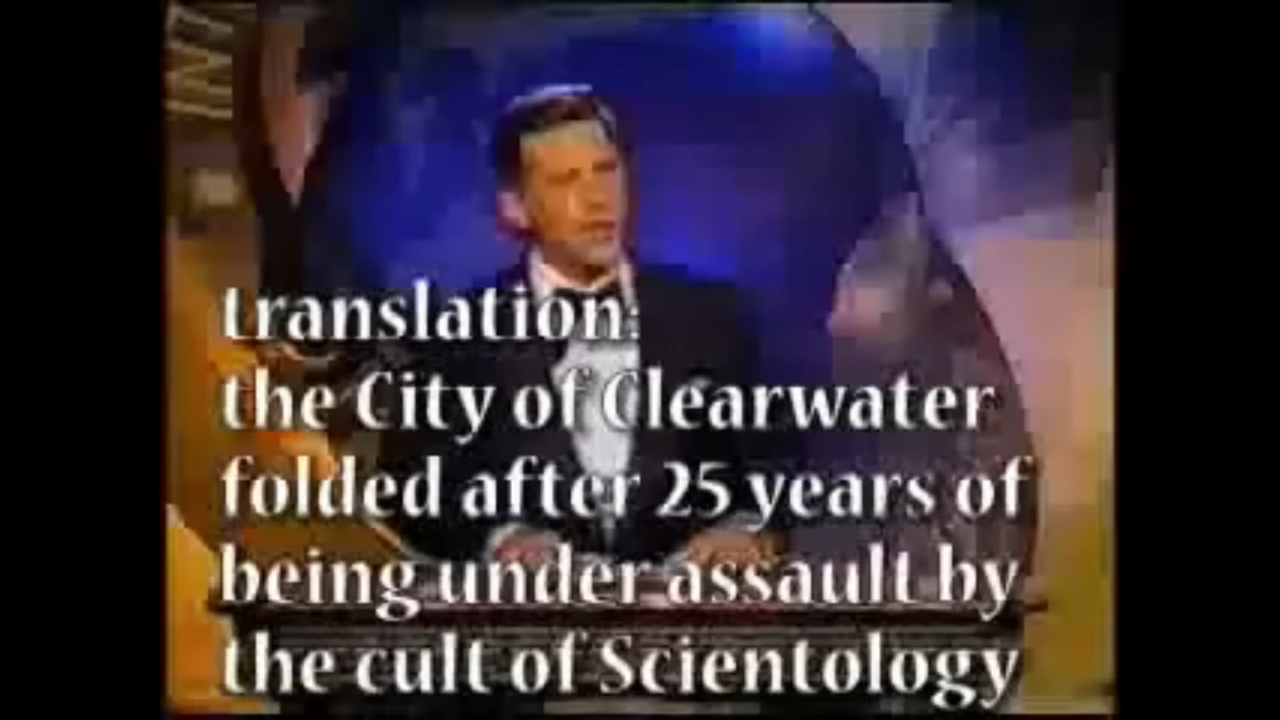 translation:
the City of Clearwater
folded after 25 years of
being under assault by
the cult of Scientology